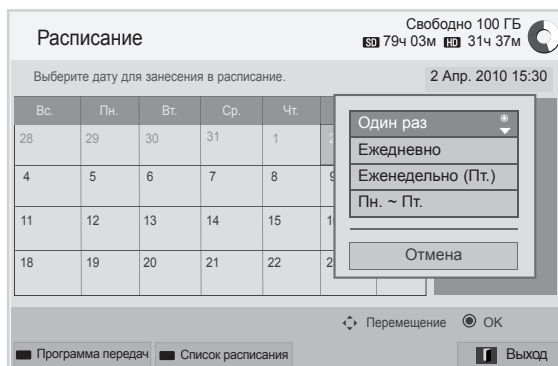 Расписание
Свободно 100 ГБ
SD 79ч 03м HD 31ч 37м
Выберите дату для занесения в расписание.
2 Апр. 2010 15:30
Вс. Пн. Вт. Ср. Чт.
28 29 30 31 1 2
4 5 6 7 8 9
11 12 13 14 15
18 19 20 21 22
Один раз
Ежедневно
Еженедельно (Пт.)
Пн. ~ Пт.
Отмена
Перемещение OK
Программа передач Список расписания Выход